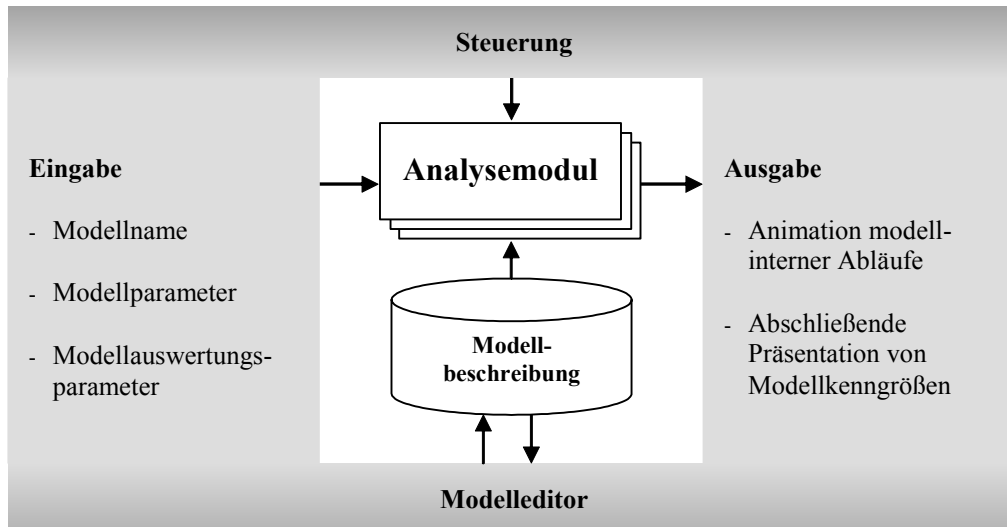 Steuerung
Eingabe
- Modellname
- Modellparameter
- Modellauswertungs-
parameter
Analysemodul
Modell-
beschreibung
Ausgabe
- Animation modell-
interner Abläufe
- Abschließende
Präsentation von
Modellkenngrößen
Modelleditor